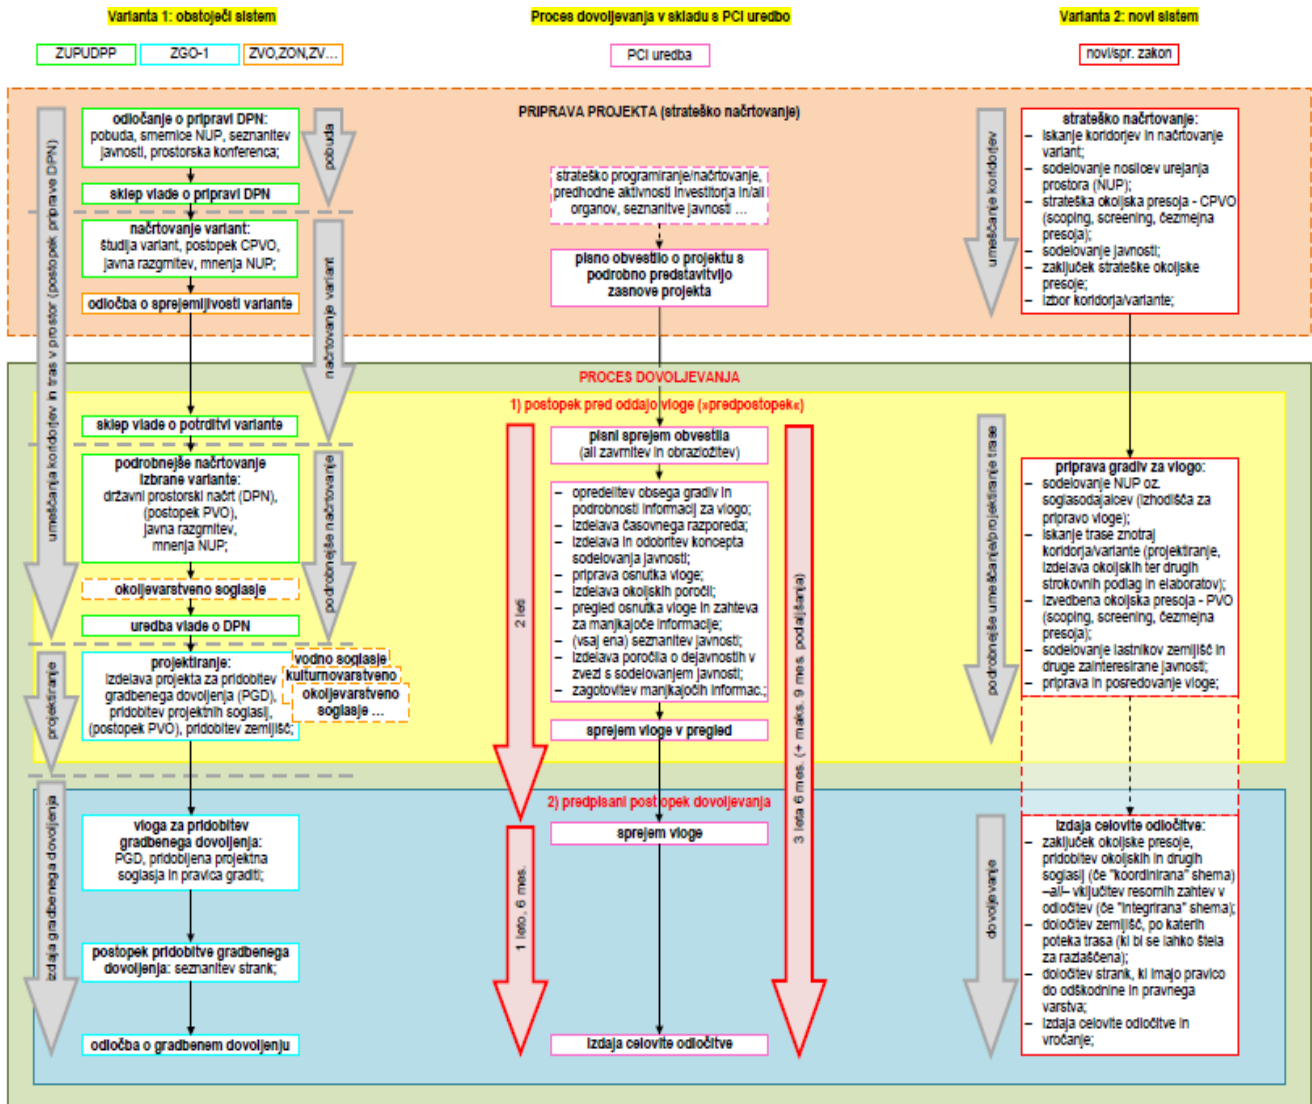 Varianta 1: obstoječi sistem
Proces dovoljevanja v skladu s PCI uredbo
Varianta 2: novi sistem
ZUPUDPP
ZGO-1
ZVO,ZON,ZV…
PCI uredba
novi/spr. zakon
PRIPRAVA PROJEKTA (strateško načrtovanje)
umeščanje koridorjev in tras v prostor (postopek priprave DPN)
odločanje o pripravi DPN:
pobuda, smernice NUP, seznanitev
javnosti, prostorska konferenca;
sklep vlade o pripravi DPN
pobuda
načrtovanje variant:
študija variant, postopek CPVO,
javna razgrnitev, mnenja NUP;
odločba o sprejemljivosti variante
načrtovanje variant
strateško programiranje/načrtovanje,
predhodne aktivnosti investitorja in/ali
organov, seznanitve javnosti …
pisno obvestilo o projektu s
podrobno predstavitvijo
zasnove projekta
umeščanje koridorjev
strateško načrtovanje:
– iskanje koridorjev in načrtovanje
variant;
– sodelovanje nosilcev urejanja
prostora (NUP);
– strateška okoljska presoja - CPVO
(scoping, screening, čezmejna
presoja);
– sodelovanje javnosti;
– zaključek strateške okoljske
presoje;
– izbor koridorja/variante;
PROCES DOVOLJEVANJA
1) postopek pred oddajo vloge (»predpostopek«)
sklep vlade o potrditvi variante
podrobnejše načrtovanje
izbrane variante:
državni prostorski načrt (DPN),
(postopek PVO),
javna razgrnitev,
mnenja NUP;
okoljevarstveno soglasje
uredba vlade o DPN
podrobnejše načrtovanje
projektiranje
projektiranje:
izdelava projekta za pridobitev
gradbenega dovoljenja (PGD),
pridobitev projektnih soglasij,
(postopek PVO), pridobitev zemljišč;
vodno soglasje
kulturnovarstveno
okoljevarstveno
soglasje …
2 leti
pisni sprejem obvestila
(ali zavrnitev in obrazložitev)
– opredelitev obsega gradiv in
podrobnosti informacij za vlogo;
– izdelava časovnega razporeda;
– izdelava in odobritev koncepta
sodelovanja javnosti;
– priprava osnutka vloge;
– izdelava okoljskih poročil;
– pregled osnutka vloge in zahteva
za manjkajoče informacije;
– (vsaj ena) seznanitev javnosti;
– izdelava poročila o dejavnostih v
zvezi s sodelovanjem javnosti;
– zagotovitev manjkajočih informac.;
sprejem vloge v pregled
3 leta 6 mes. (+ maks. 9 mes. podaljšanja)
podrobnejše umeščanje/projektiranje trase
priprava gradiv za vlogo:
– sodelovanje NUP oz.
soglasodajalcev (izhodišča za
pripravo vloge);
– iskanje trase znotraj
koridorja/variante (projektiranje,
izdelava okoljskih ter drugih
strokovnih podlag in elaboratov);
– izvedbena okoljska presoja - PVO
(scoping, screening, čezmejna
presoja);
– sodelovanje lastnikov zemljišč in
druge zainteresirane javnosti;
– priprava in posredovanje vloge;
2) predpisani postopek dovoljevanja
izdaja gradbenega dovoljenja
vloga za pridobitev
gradbenega dovoljenja:
PGD, pridobljena projektna
soglasja in pravica graditi;
postopek pridobitve gradbenega
dovoljenja: seznanitev strank;
odločba o gradbenem dovoljenju
1 leto, 6 mes.
sprejem vloge
izdaja celovite odločitve
dovoljevanje
izdaja celovite odločitve:
– zaključek okoljske presoje,
pridobitev okoljskih in drugih
soglasij (če "koordinirana" shema)
–ali– vključitev resornih zahtev v
odločitev (če "integrirana" shema);
– določitev zemljišč, po katerih
poteka trasa (ki bi se lahko štela
za razlaščena);
– določitev strank, ki imajo pravico
do odškodnine in pravnega
varstva;
– izdaja celovite odločitve in
vročanje;